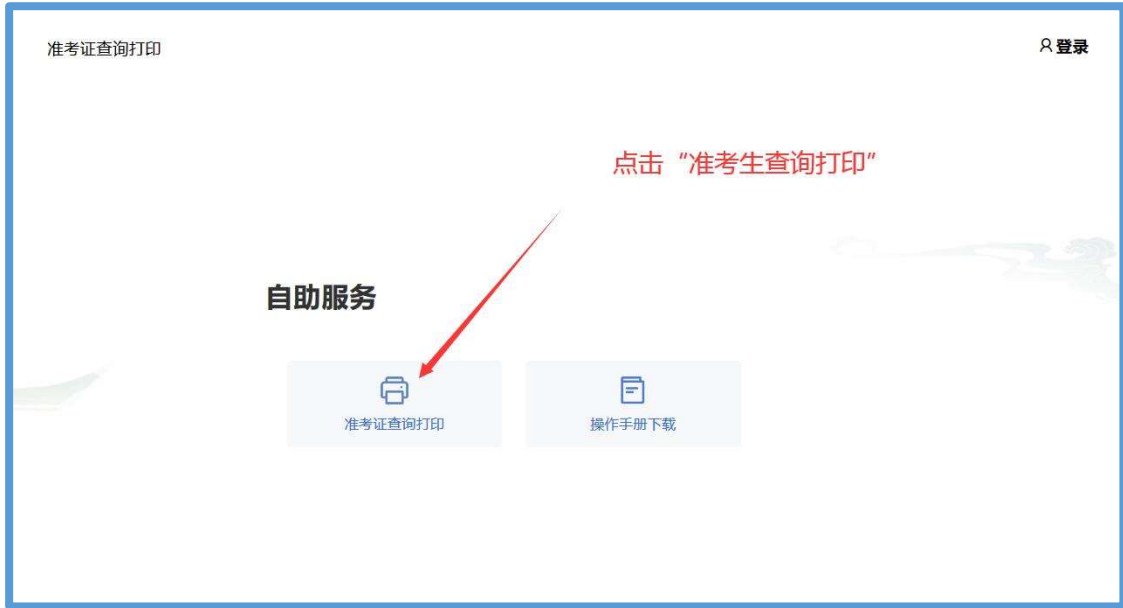 准考证查询打印
登录
点击“准考生查询打印”
自助服务
准考证查询打印
操作手册下载